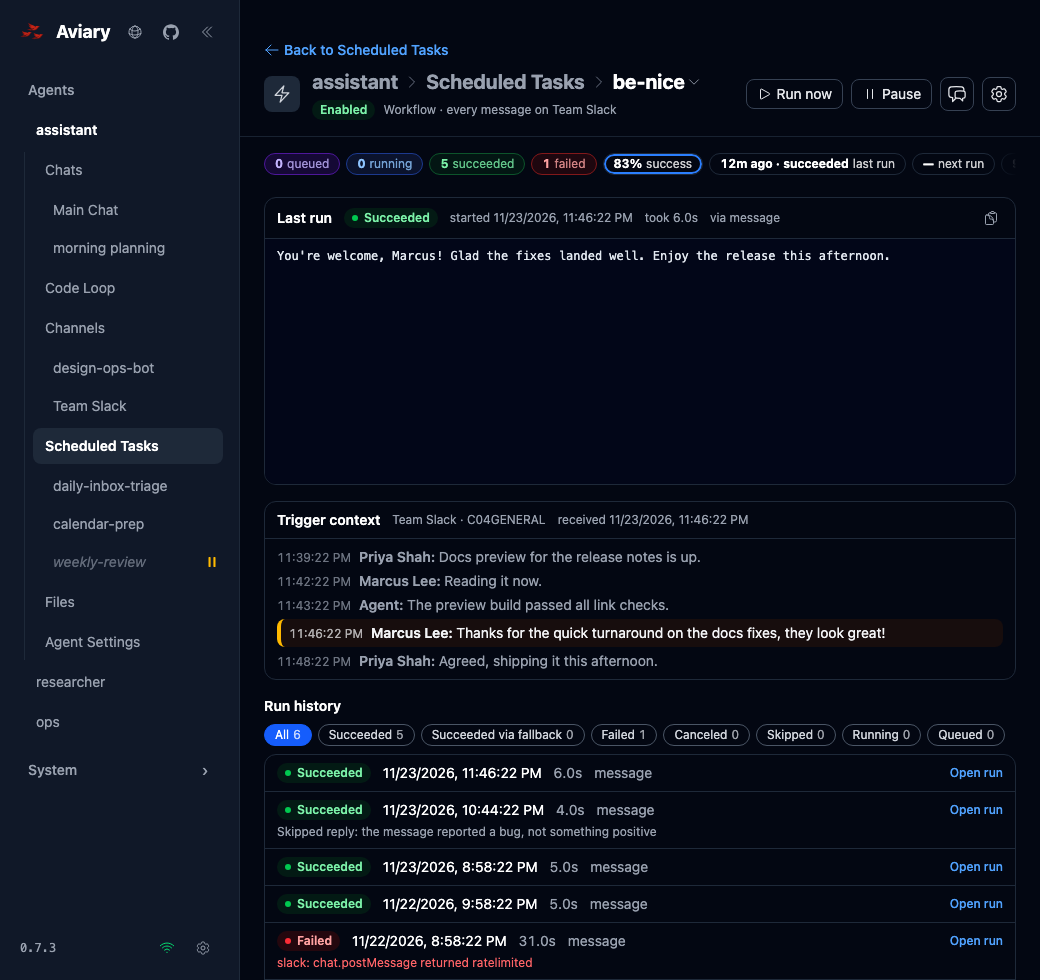 Aviary
Agents
assistant
Chats
Main Chat
morning planning
Code Loop
Channels
design-ops-bot
Team Slack
Scheduled Tasks
daily-inbox-triage
calendar-prep
weekly-review
Files
Agent Settings
researcher
ops
System
0.7.3
← Back to Scheduled Tasks
assistant > Scheduled Tasks > be-nice
Run now
Pause
Enabled Workflow · every message on Team Slack
0 queued 0 running 5 succeeded 1 failed 83% success 12m ago · succeeded last run — next run
Last run Succeeded started 11/23/2026, 11:46:22 PM took 6.0s via message
You're welcome, Marcus! Glad the fixes landed well. Enjoy the release this afternoon.
Trigger context Team Slack · C04GENERAL received 11/23/2026, 11:46:22 PM
11:39:22 PM Priya Shah: Docs preview for the release notes is up.
11:42:22 PM Marcus Lee: Reading it now.
11:43:22 PM Agent: The preview build passed all link checks.
11:46:22 PM Marcus Lee: Thanks for the quick turnaround on the docs fixes, they look great!
11:48:22 PM Priya Shah: Agreed, shipping it this afternoon.
Run history
All 6 Succeeded 5 Succeeded via fallback 0 Failed 1 Canceled 0 Skipped 0 Running 0 Queued 0
Succeeded 11/23/2026, 11:46:22 PM 6.0s message Open run
Succeeded 11/23/2026, 10:44:22 PM 4.0s message Open run
Skipped reply: the message reported a bug, not something positive
Succeeded 11/23/2026, 8:58:22 PM 5.0s message Open run
Succeeded 11/22/2026, 9:58:22 PM 5.0s message Open run
Failed 11/22/2026, 8:58:22 PM 31.0s message Open run
slack: chat.postMessage returned ratelimited